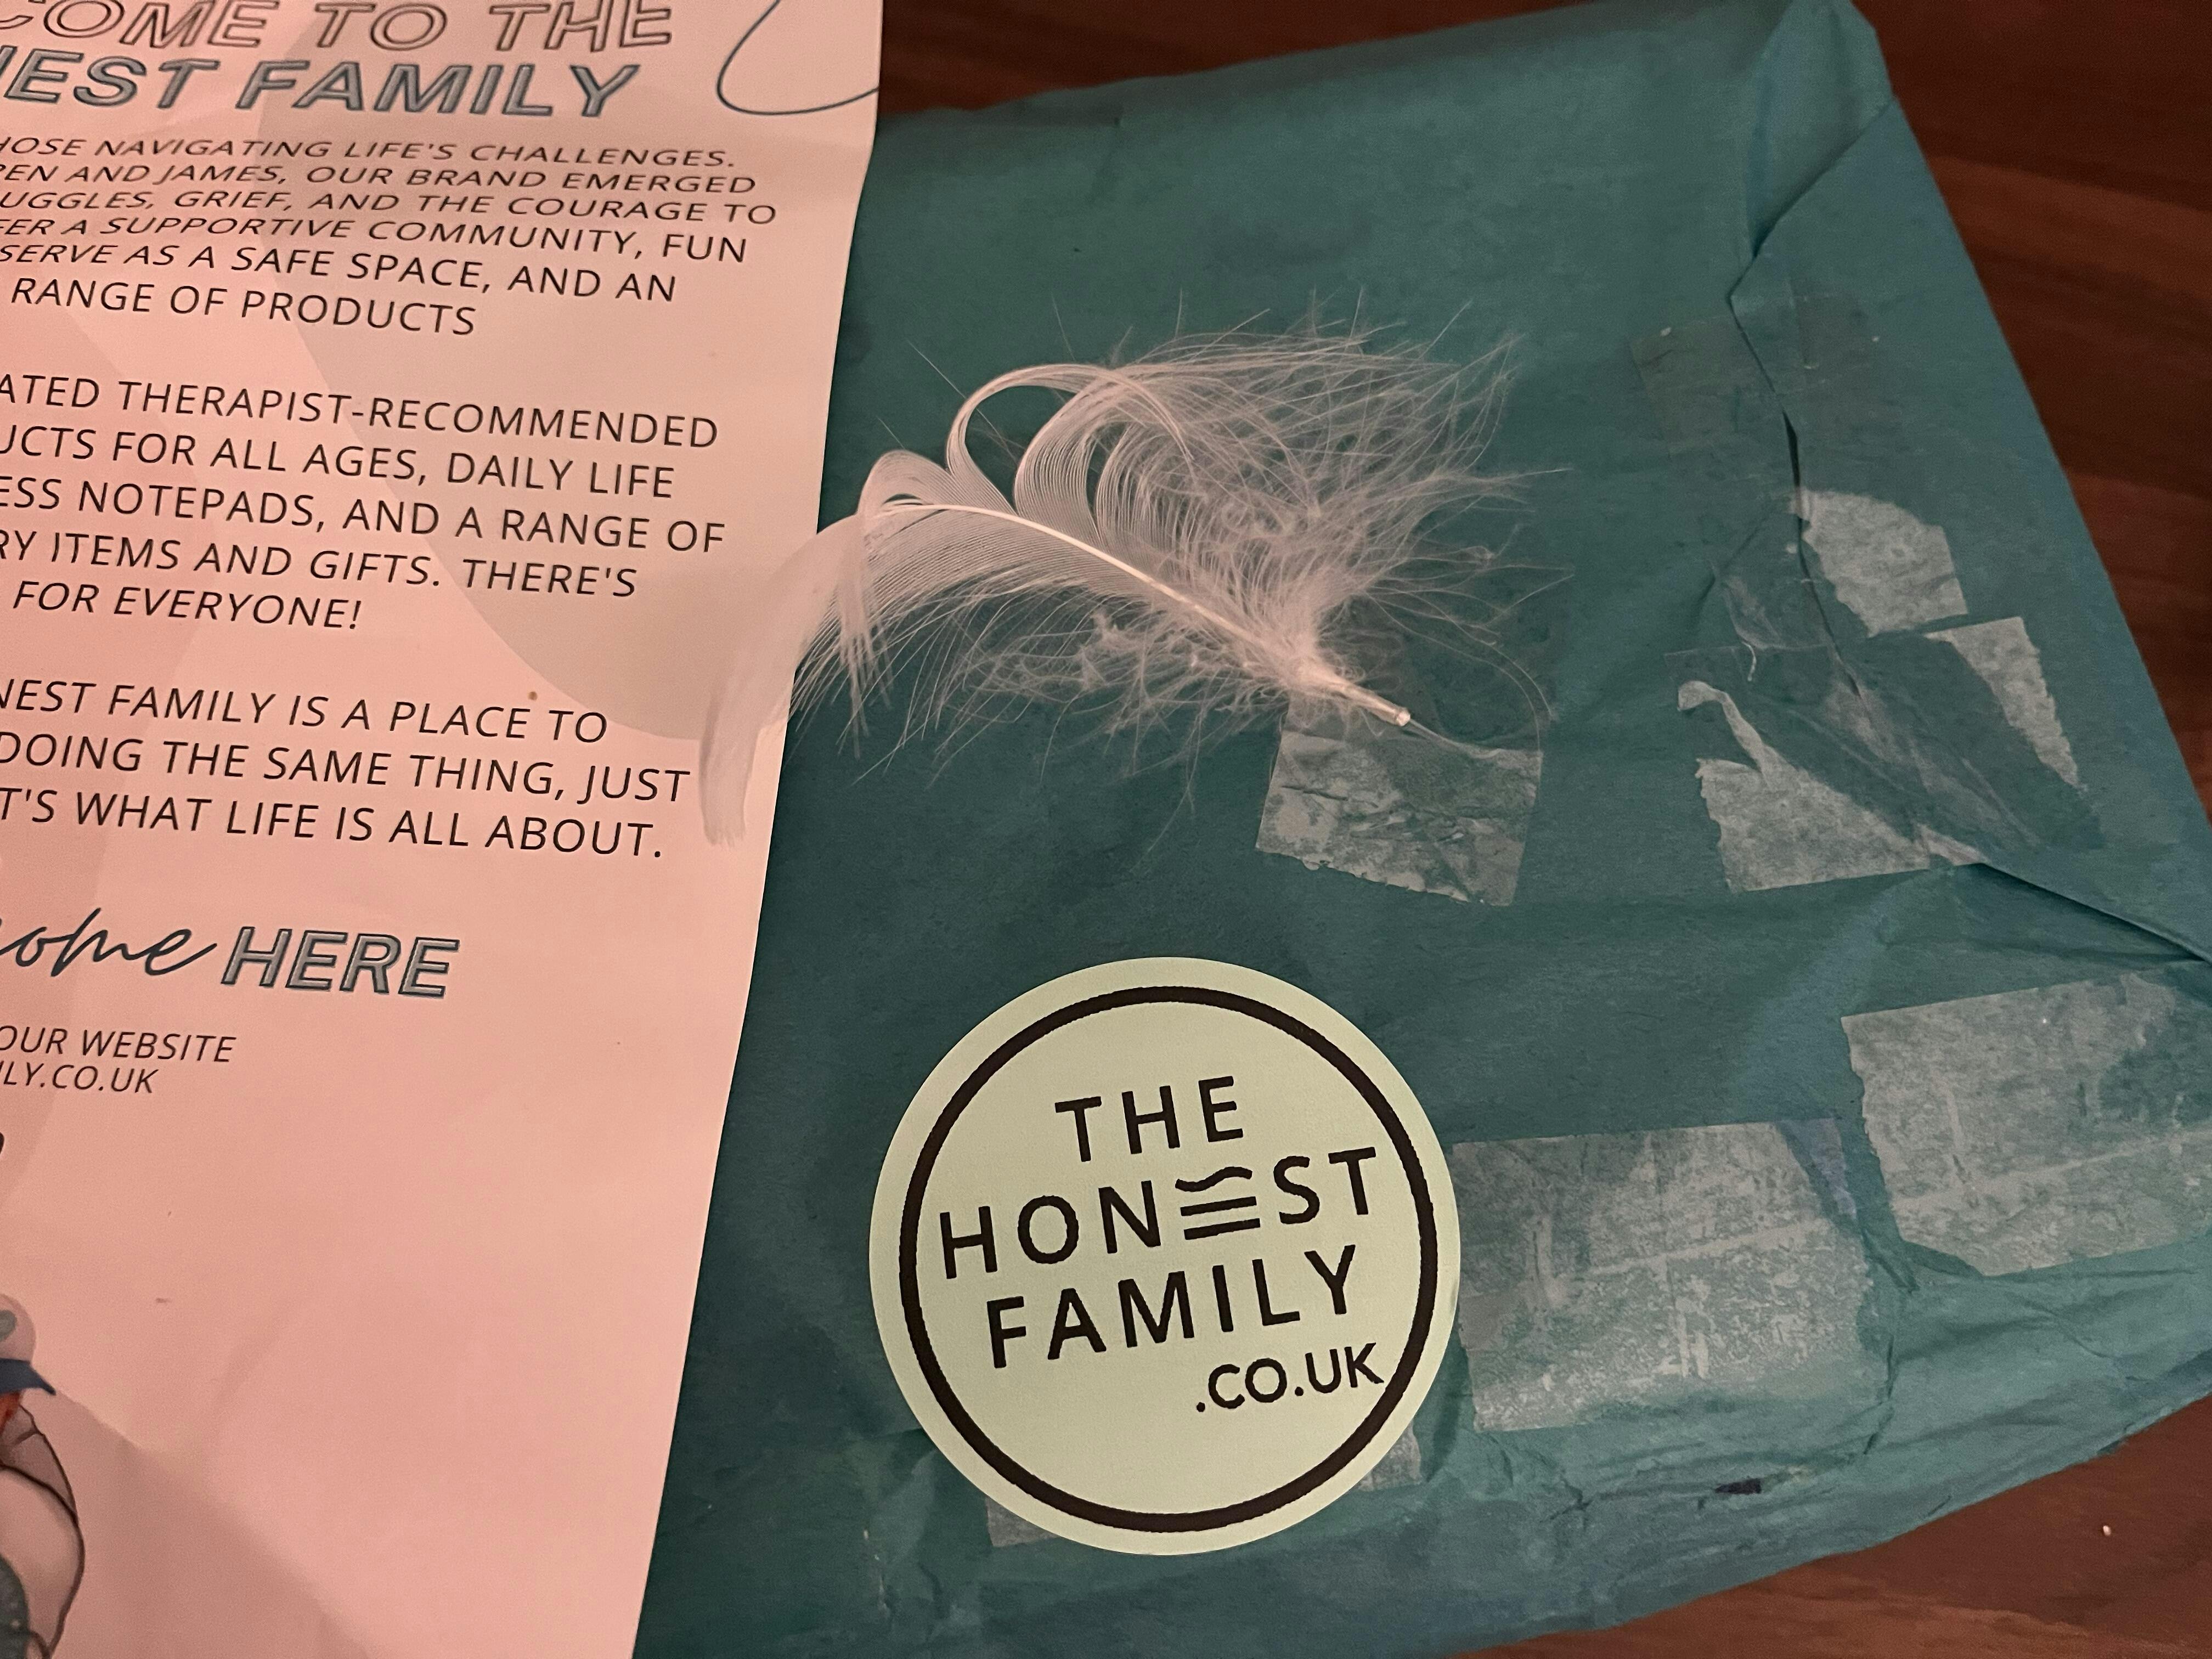 COME TO THE
NEST FAMILY
HOSE NAVIGATING LIFE'S CHALLENGES.
REN AND JAMES, OUR BRAND EMERGED
UGGLES, GRIEF, AND THE COURAGE TO
FER A SUPPORTIVE COMMUNITY, FUN
SERVE AS A SAFE SPACE, AND AN
RANGE OF PRODUCTS
ATED THERAPIST-RECOMMENDED
UCTS FOR ALL AGES, DAILY LIFE
ESS NOTEPADS, AND A RANGE OF
RY ITEMS AND GIFTS. THERE'S
FOR EVERYONE!
NEST FAMILY IS A PLACE TO
DOING THE SAME THING, JUST
T'S WHAT LIFE IS ALL ABOUT.
come HERE
OUR WEBSITE
ILY.CO.UK
THE
HONEST
FAMILY
.CO.UK